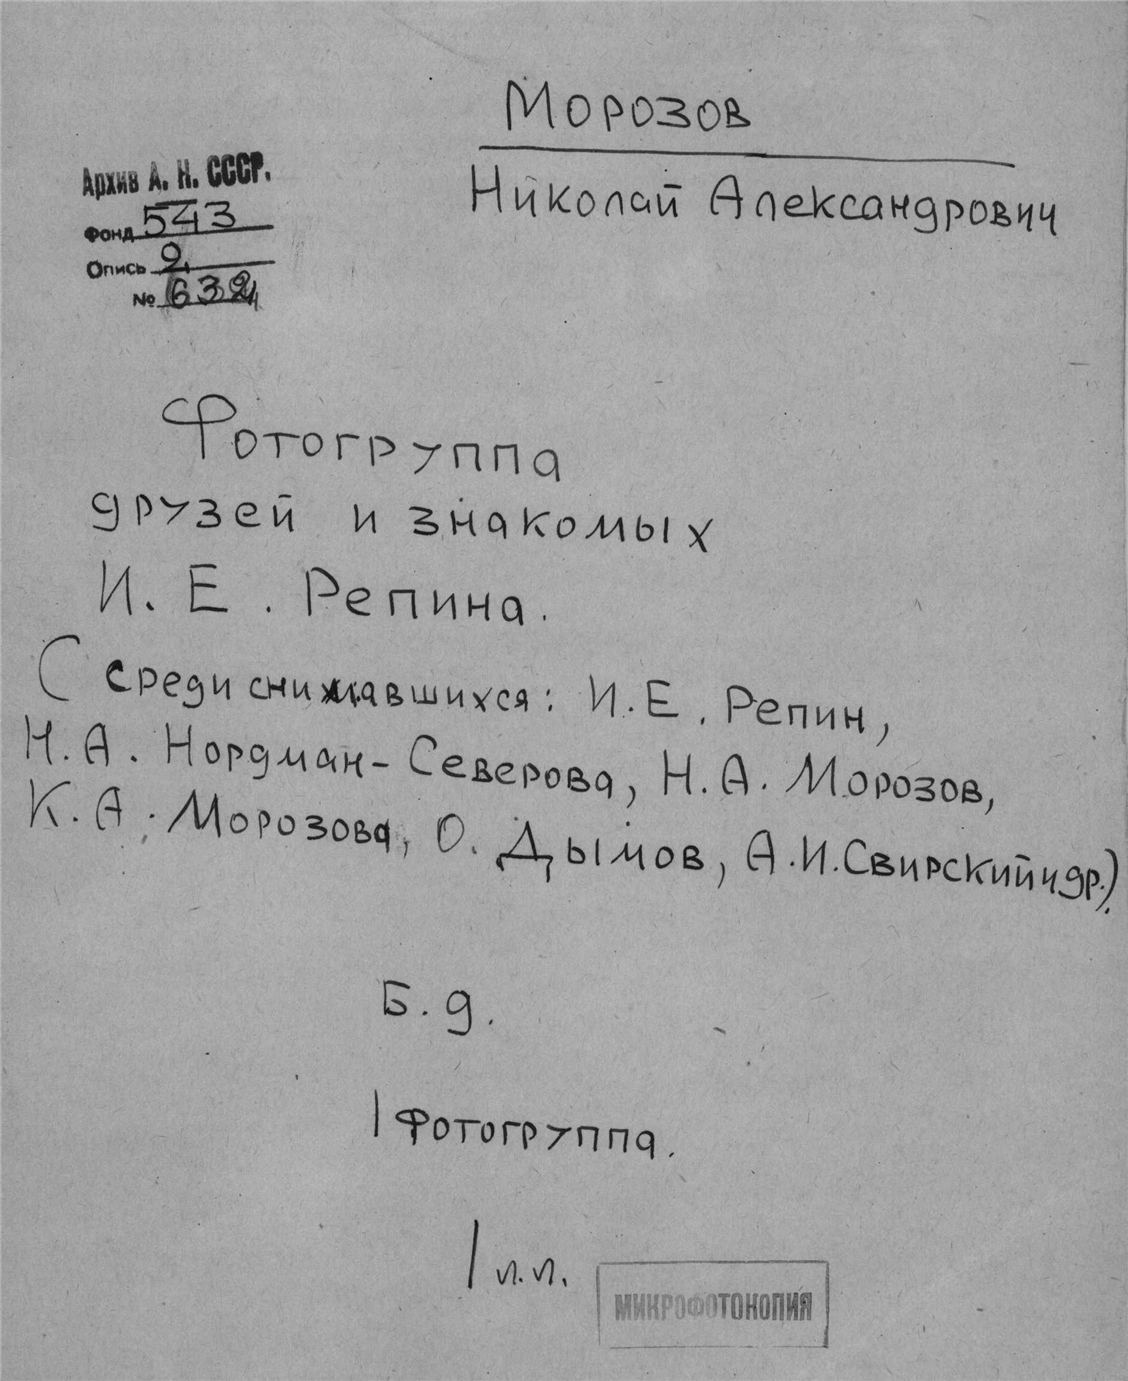 Морозов
Николай Александрович
Архив А. Н. СССР.
Фонд 543
Опись 2
№ 632
Фотогруппа
друзей и знакомых
И. Е. Репина.
(среди снимавшихся: И. Е. Репин,
Н. А. Нордман-Северова, Н. А. Морозов,
К. А. Морозова, О. Дымов, А. И. Свирский и др.).
Б. д.
1 фотогруппа.
1 п.п.
МИКРОФОТОКОПИЯ